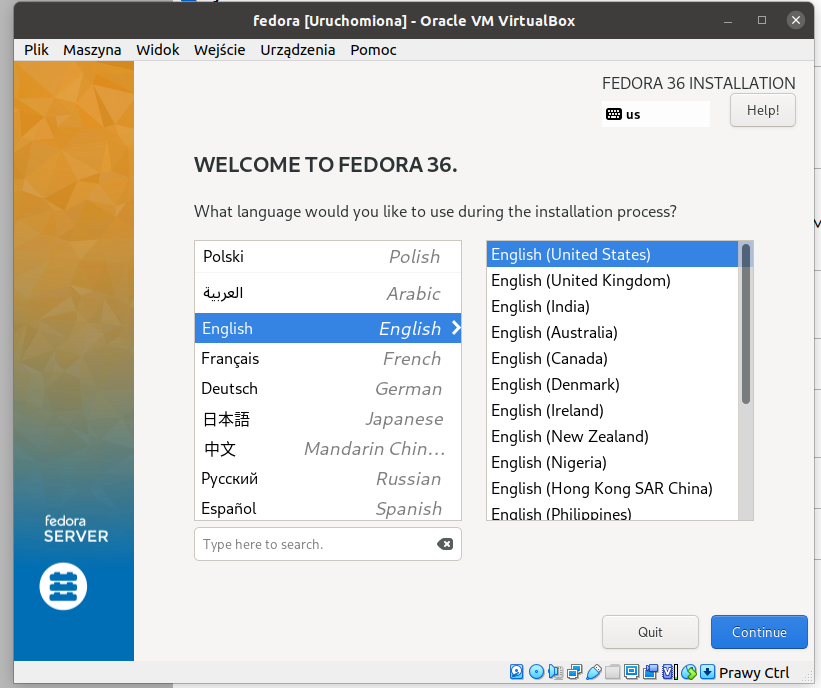 fedora [Uruchomiona] - Oracle VM VirtualBox
Plik Maszyna Widok Wejście Urządzenia Pomoc
FEDORA 36 INSTALLATION
us
Help!
WELCOME TO FEDORA 36.
What language would you like to use during the installation process?
Polski Polish
العربية Arabic
English English
Français French
Deutsch German
日本語 Japanese
中文 Mandarin Chin…
Русский Russian
Español Spanish
Type here to search.
English (United States)
English (United Kingdom)
English (India)
English (Australia)
English (Canada)
English (Denmark)
English (Ireland)
English (New Zealand)
English (Nigeria)
English (Hong Kong SAR China)
English (Philippines)
fedora
SERVER
Quit
Continue
Prawy Ctrl